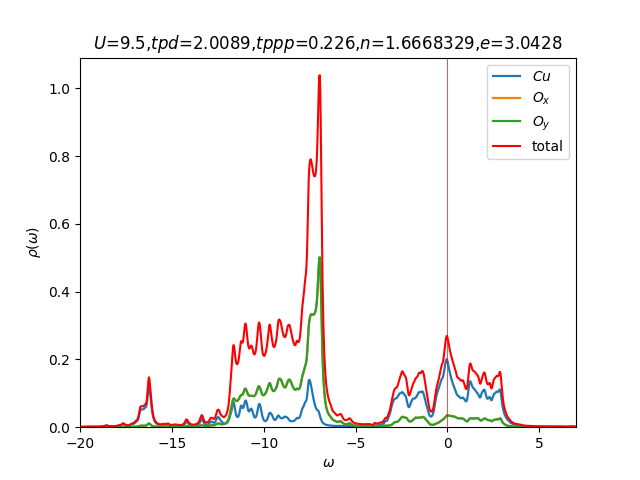 U=9.5,tpd=2.0089,tppp=0.226,n=1.6668329,e=3.0428
Cu
Oₓ
O_y
total
ρ(ω)
1.0
0.8
0.6
0.4
0.2
0.0
−20 −15 −10 −5 0 5
ω